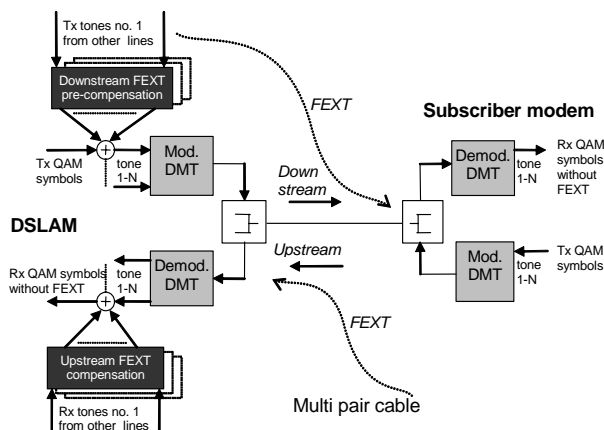 Tx tones no. 1
from other lines
Downstream FEXT
pre-compensation
FEXT
Subscriber modem
Tx QAM
symbols
tone
1-N
Mod.
DMT
Down
stream
Demod.
DMT
tone
1-N
Rx QAM
symbols
without
FEXT
DSLAM
Upstream
Rx QAM symbols
without FEXT
tone
1-N
Demod.
DMT
Mod.
DMT
tone
1-N
Tx QAM
symbols
FEXT
Upstream FEXT
compensation
Multi pair cable
Rx tones no. 1
from other lines